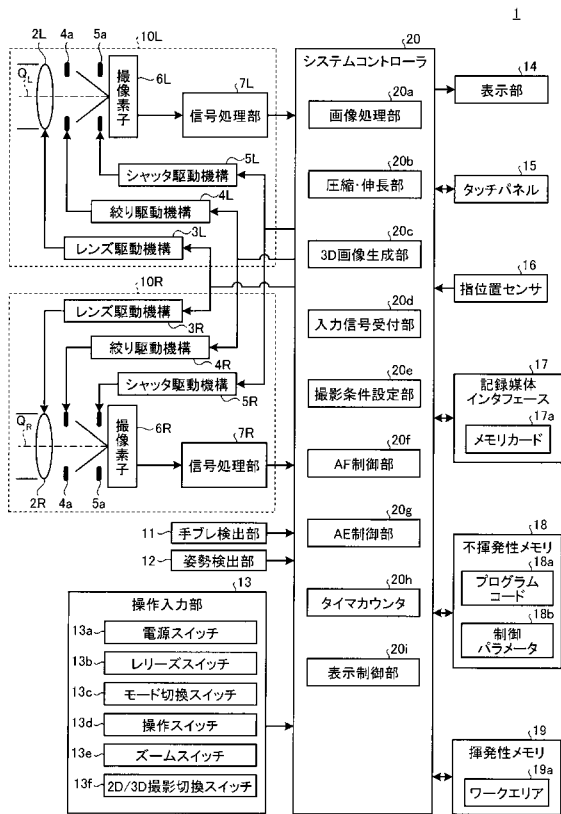 1
10L
2L
4a
5a
6L
QL
撮像素子
7L
信号処理部
5L
シャッタ駆動機構
4L
絞り駆動機構
3L
レンズ駆動機構
10R
レンズ駆動機構
3R
絞り駆動機構
4R
シャッタ駆動機構
5R
6R
QR
撮像素子
7R
信号処理部
2R
4a
5a
11
手ブレ検出部
12
姿勢検出部
13
操作入力部
13a
電源スイッチ
13b
レリーズスイッチ
13c
モード切換スイッチ
13d
操作スイッチ
13e
ズームスイッチ
13f
2D/3D撮影切換スイッチ
20
システムコントローラ
20a
画像処理部
20b
圧縮・伸長部
20c
3D画像生成部
20d
入力信号受付部
20e
撮影条件設定部
20f
AF制御部
20g
AE制御部
20h
タイマカウンタ
20i
表示制御部
14
表示部
15
タッチパネル
16
指位置センサ
17
記録媒体
インタフェース
17a
メモリカード
18
不揮発性メモリ
18a
プログラム
コード
18b
制御
パラメータ
19
揮発性メモリ
19a
ワークエリア